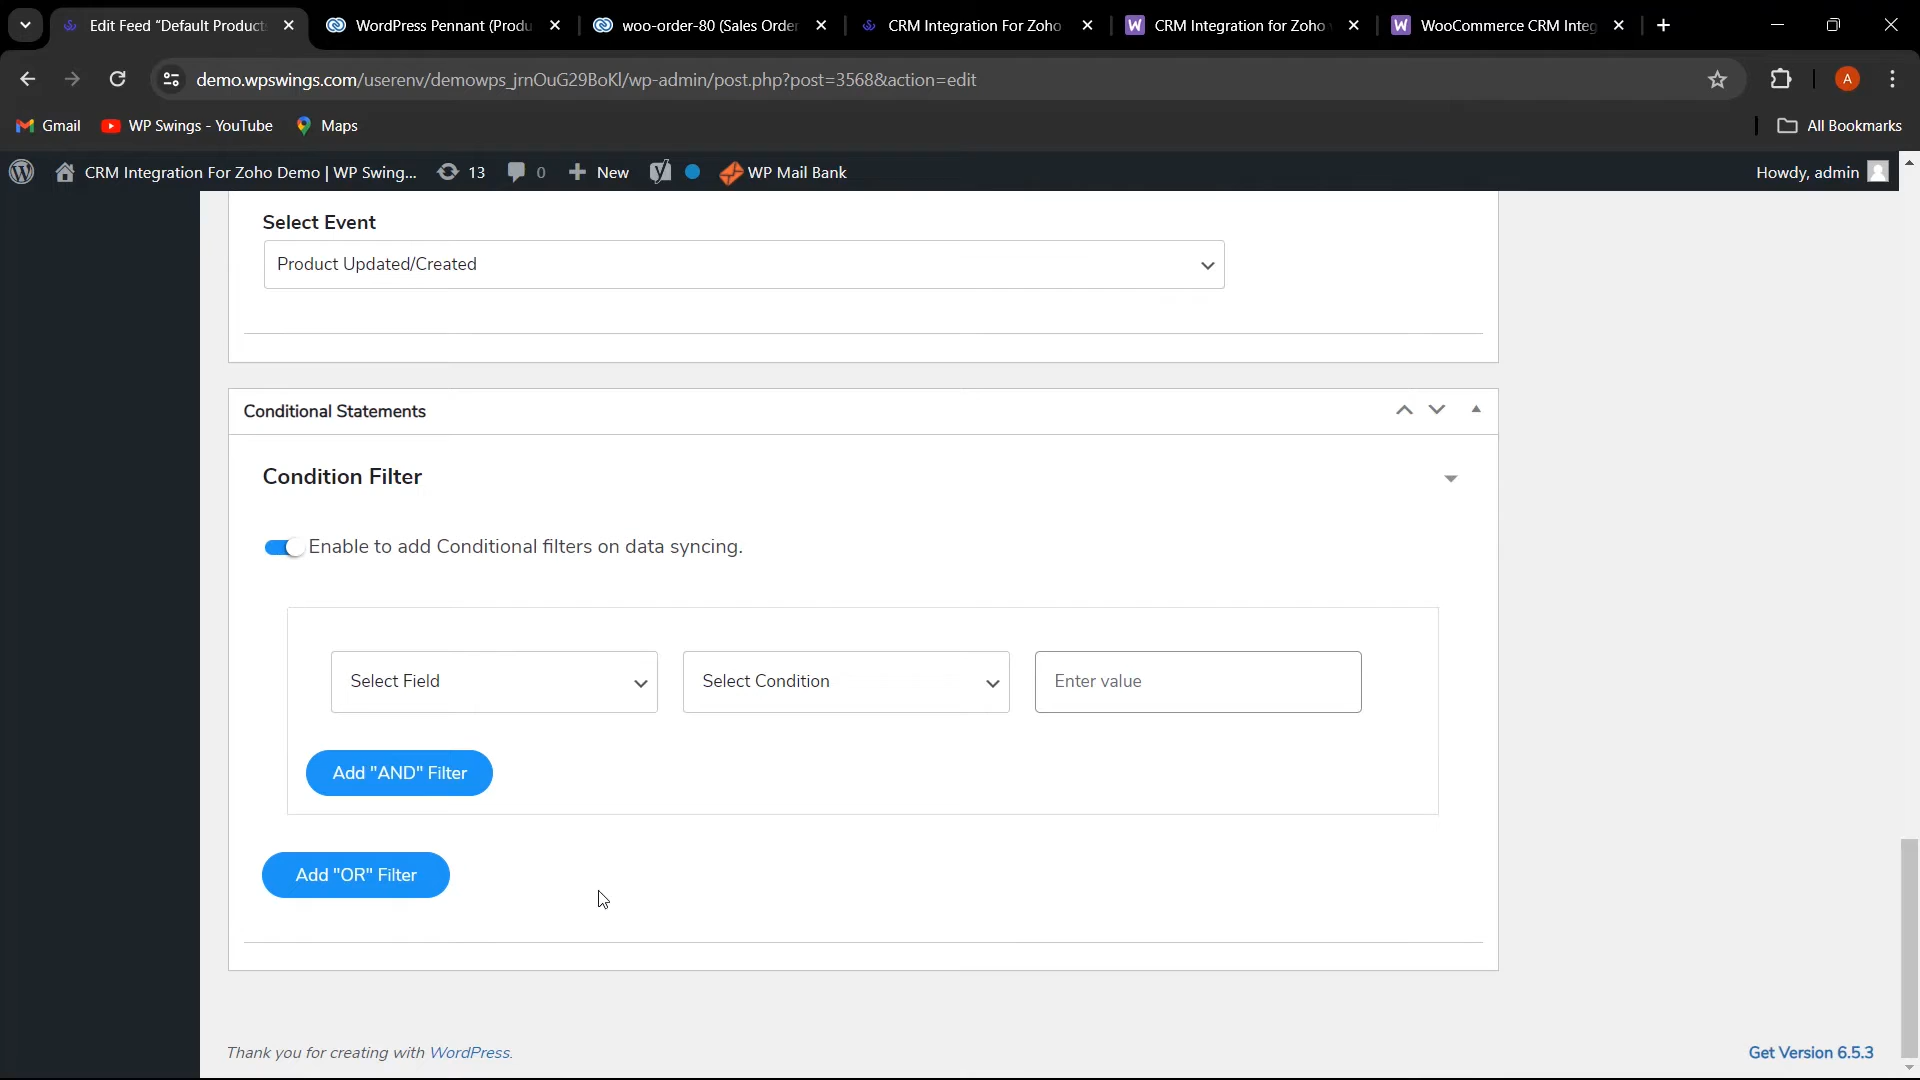 Edit Feed “Default Product
WordPress Pennant (Produ
woo-order-80 (Sales Order
CRM Integration For Zoho
CRM Integration for Zoho
WooCommerce CRM Integ
demo.wpswings.com/userenv/demowps_jrnOuG29BoKl/wp-admin/post.php?post=3568&action=edit
A
Gmail
WP Swings - YouTube
Maps
All Bookmarks
CRM Integration For Zoho Demo | WP Swing...
13
0
New
WP Mail Bank
Howdy, admin
Select Event
Product Updated/Created
Conditional Statements
Condition Filter
Enable to add Conditional filters on data syncing.
Select Field
Select Condition
Enter value
Add "AND" Filter
Add "OR" Filter
Thank you for creating with WordPress.
Get Version 6.5.3